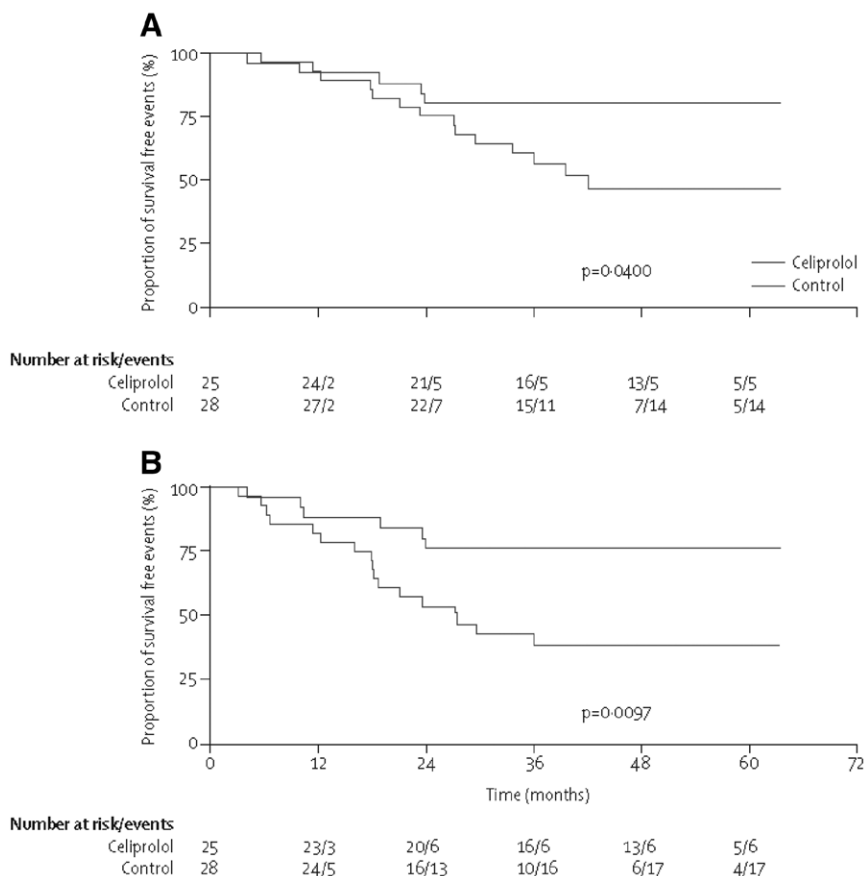 A
Proportion of survival free events (%)
100
75
50
25
0
p=0·0400
Celiprolol
Control
Number at risk/events
Celiprolol 25 24/2 21/5 16/5 13/5 5/5
Control 28 27/2 22/7 15/11 7/14 5/14
B
Proportion of survival free events (%)
100
75
50
25
0
p=0·0097
0 12 24 36 48 60 72
Time (months)
Number at risk/events
Celiprolol 25 23/3 20/6 16/6 13/6 5/6
Control 28 24/5 16/13 10/16 6/17 4/17